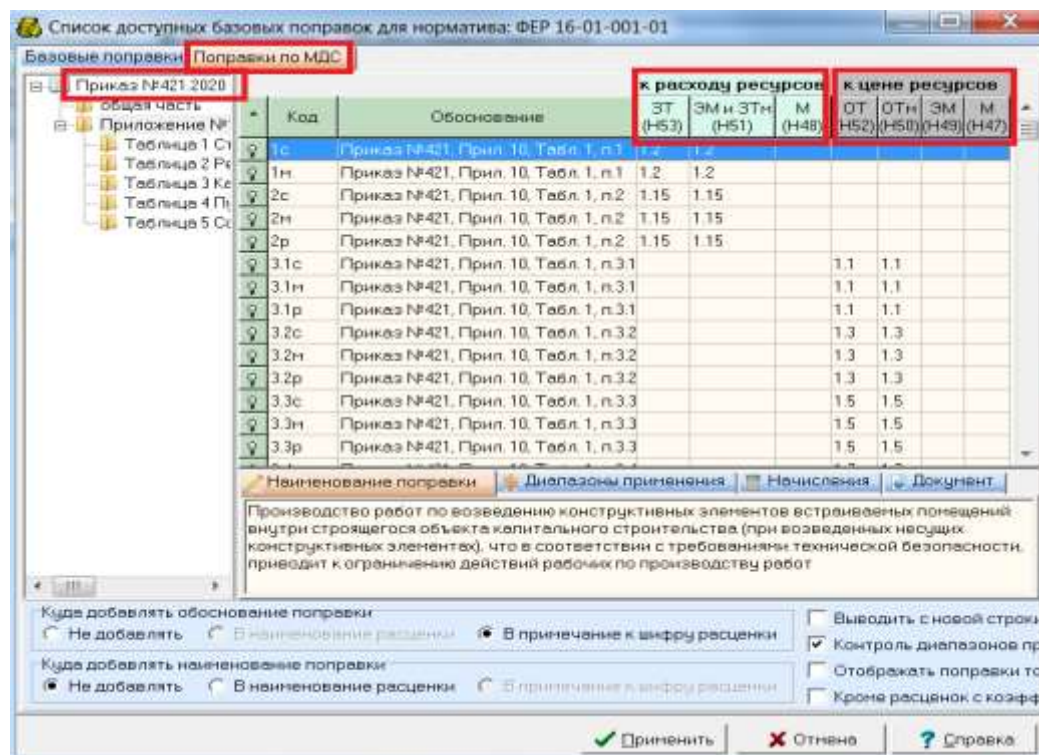 Список доступных базовых поправок для норматива: ФЕР 16-01-001-01
Базовые поправки Поправки по МДС
Приказ №421 2020
общая часть
Приложение №
Таблица 1 Ст
Таблица 2 Ре
Таблица 3 Ка
Таблица 4 Пу
Таблица 5 Со
к расходу ресурсов к цене ресурсов
Код Обоснование ЗТ (Н53) ЭМ и ЗТм (Н51) М (Н48) ОТ (Н52) ОТм (Н50) ЭМ (Н49) М (Н47)
1с Приказ №421, Прил. 10, Табл. 1, п.1 1.2 1.2
1м Приказ №421, Прил. 10, Табл. 1, п.1 1.2 1.2
2с Приказ №421, Прил. 10, Табл. 1, п.2 1.15 1.15
2м Приказ №421, Прил. 10, Табл. 1, п.2 1.15 1.15
2р Приказ №421, Прил. 10, Табл. 1, п.2 1.15 1.15
3.1с Приказ №421, Прил. 10, Табл. 1, п.3.1 1.1 1.1
3.1м Приказ №421, Прил. 10, Табл. 1, п.3.1 1.1 1.1
3.1р Приказ №421, Прил. 10, Табл. 1, п.3.1 1.1 1.1
3.2с Приказ №421, Прил. 10, Табл. 1, п.3.2 1.3 1.3
3.2м Приказ №421, Прил. 10, Табл. 1, п.3.2 1.3 1.3
3.2р Приказ №421, Прил. 10, Табл. 1, п.3.2 1.3 1.3
3.3с Приказ №421, Прил. 10, Табл. 1, п.3.3 1.5 1.5
3.3м Приказ №421, Прил. 10, Табл. 1, п.3.3 1.5 1.5
3.3р Приказ №421, Прил. 10, Табл. 1, п.3.3 1.5 1.5
Наименование поправки Диапазоны применения Начисления Документ
Производство работ по возведению конструктивных элементов встраиваемых помещений
внутри строящегося объекта капитального строительства (при возведенных несущих
конструктивных элементах), что в соответствии с требованиями технической безопасности,
приводит к ограничению действий рабочих по производству работ
Куда добавлять обоснование поправки
Не добавлять В наименование расценки В примечание к шифру расценки
Куда добавлять наименование поправки
Не добавлять В наименование расценки В примечание к шифру расценки
Выводить с новой строки
Контроль диапазонов пр
Отображать поправки то
Кроме расценок с коэфф
Применить Отмена Справка